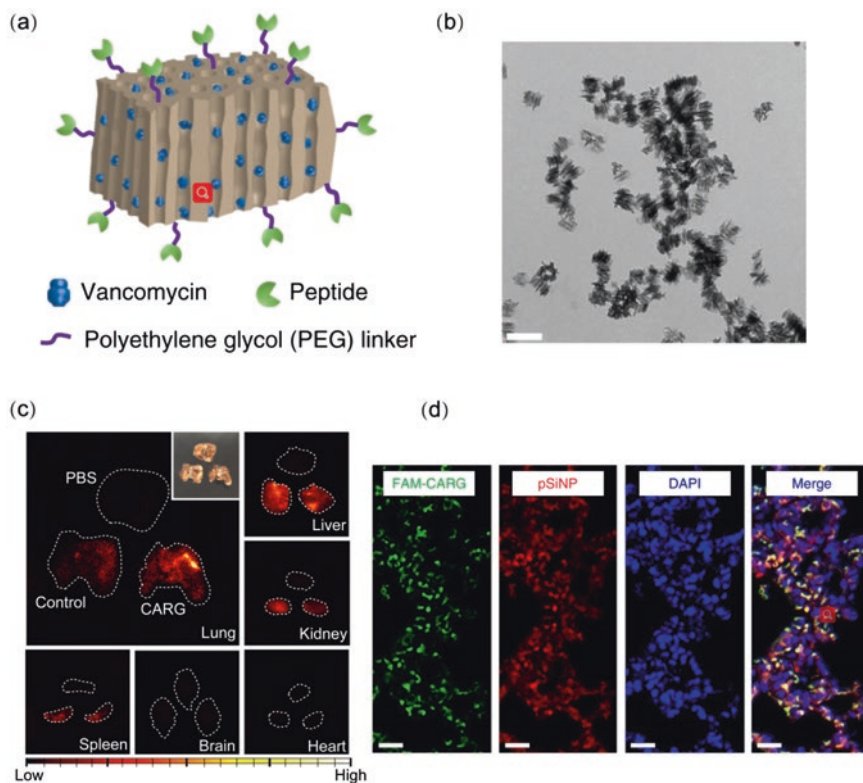 (a)
Vancomycin
Peptide
Polyethylene glycol (PEG) linker
(b)
(c)
PBS
Control
CARG
Lung
Liver
Kidney
Spleen
Brain
Heart
Low
High
(d)
FAM-CARG
pSiNP
DAPI
Merge